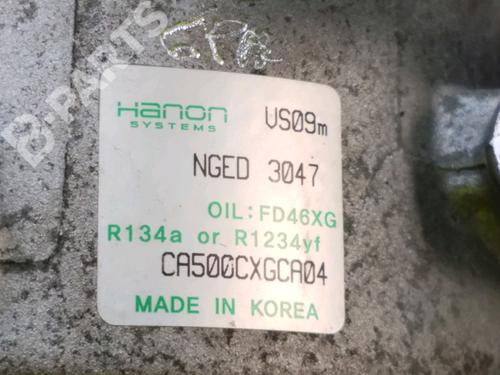 B-PARTS
Hanon
SYSTEMS
VS09m
NGED 3047
OIL: FD46XG
R134a or R1234yf
CA500CXGCA04
MADE IN KOREA